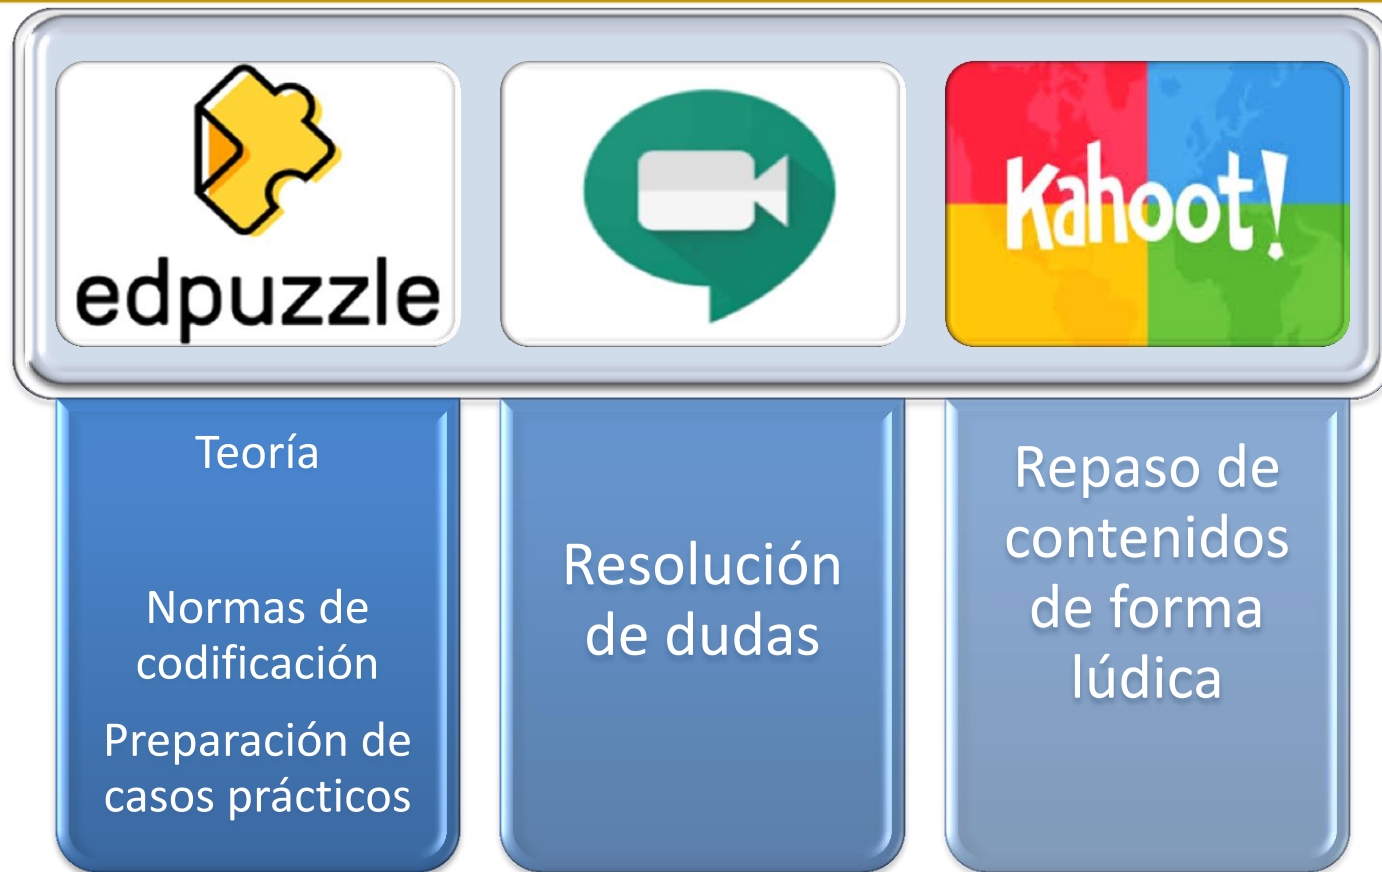 edpuzzle
Kahoot!
Teoría
Normas de
codificación
Preparación de
casos prácticos
Resolución
de dudas
Repaso de
contenidos
de forma
lúdica